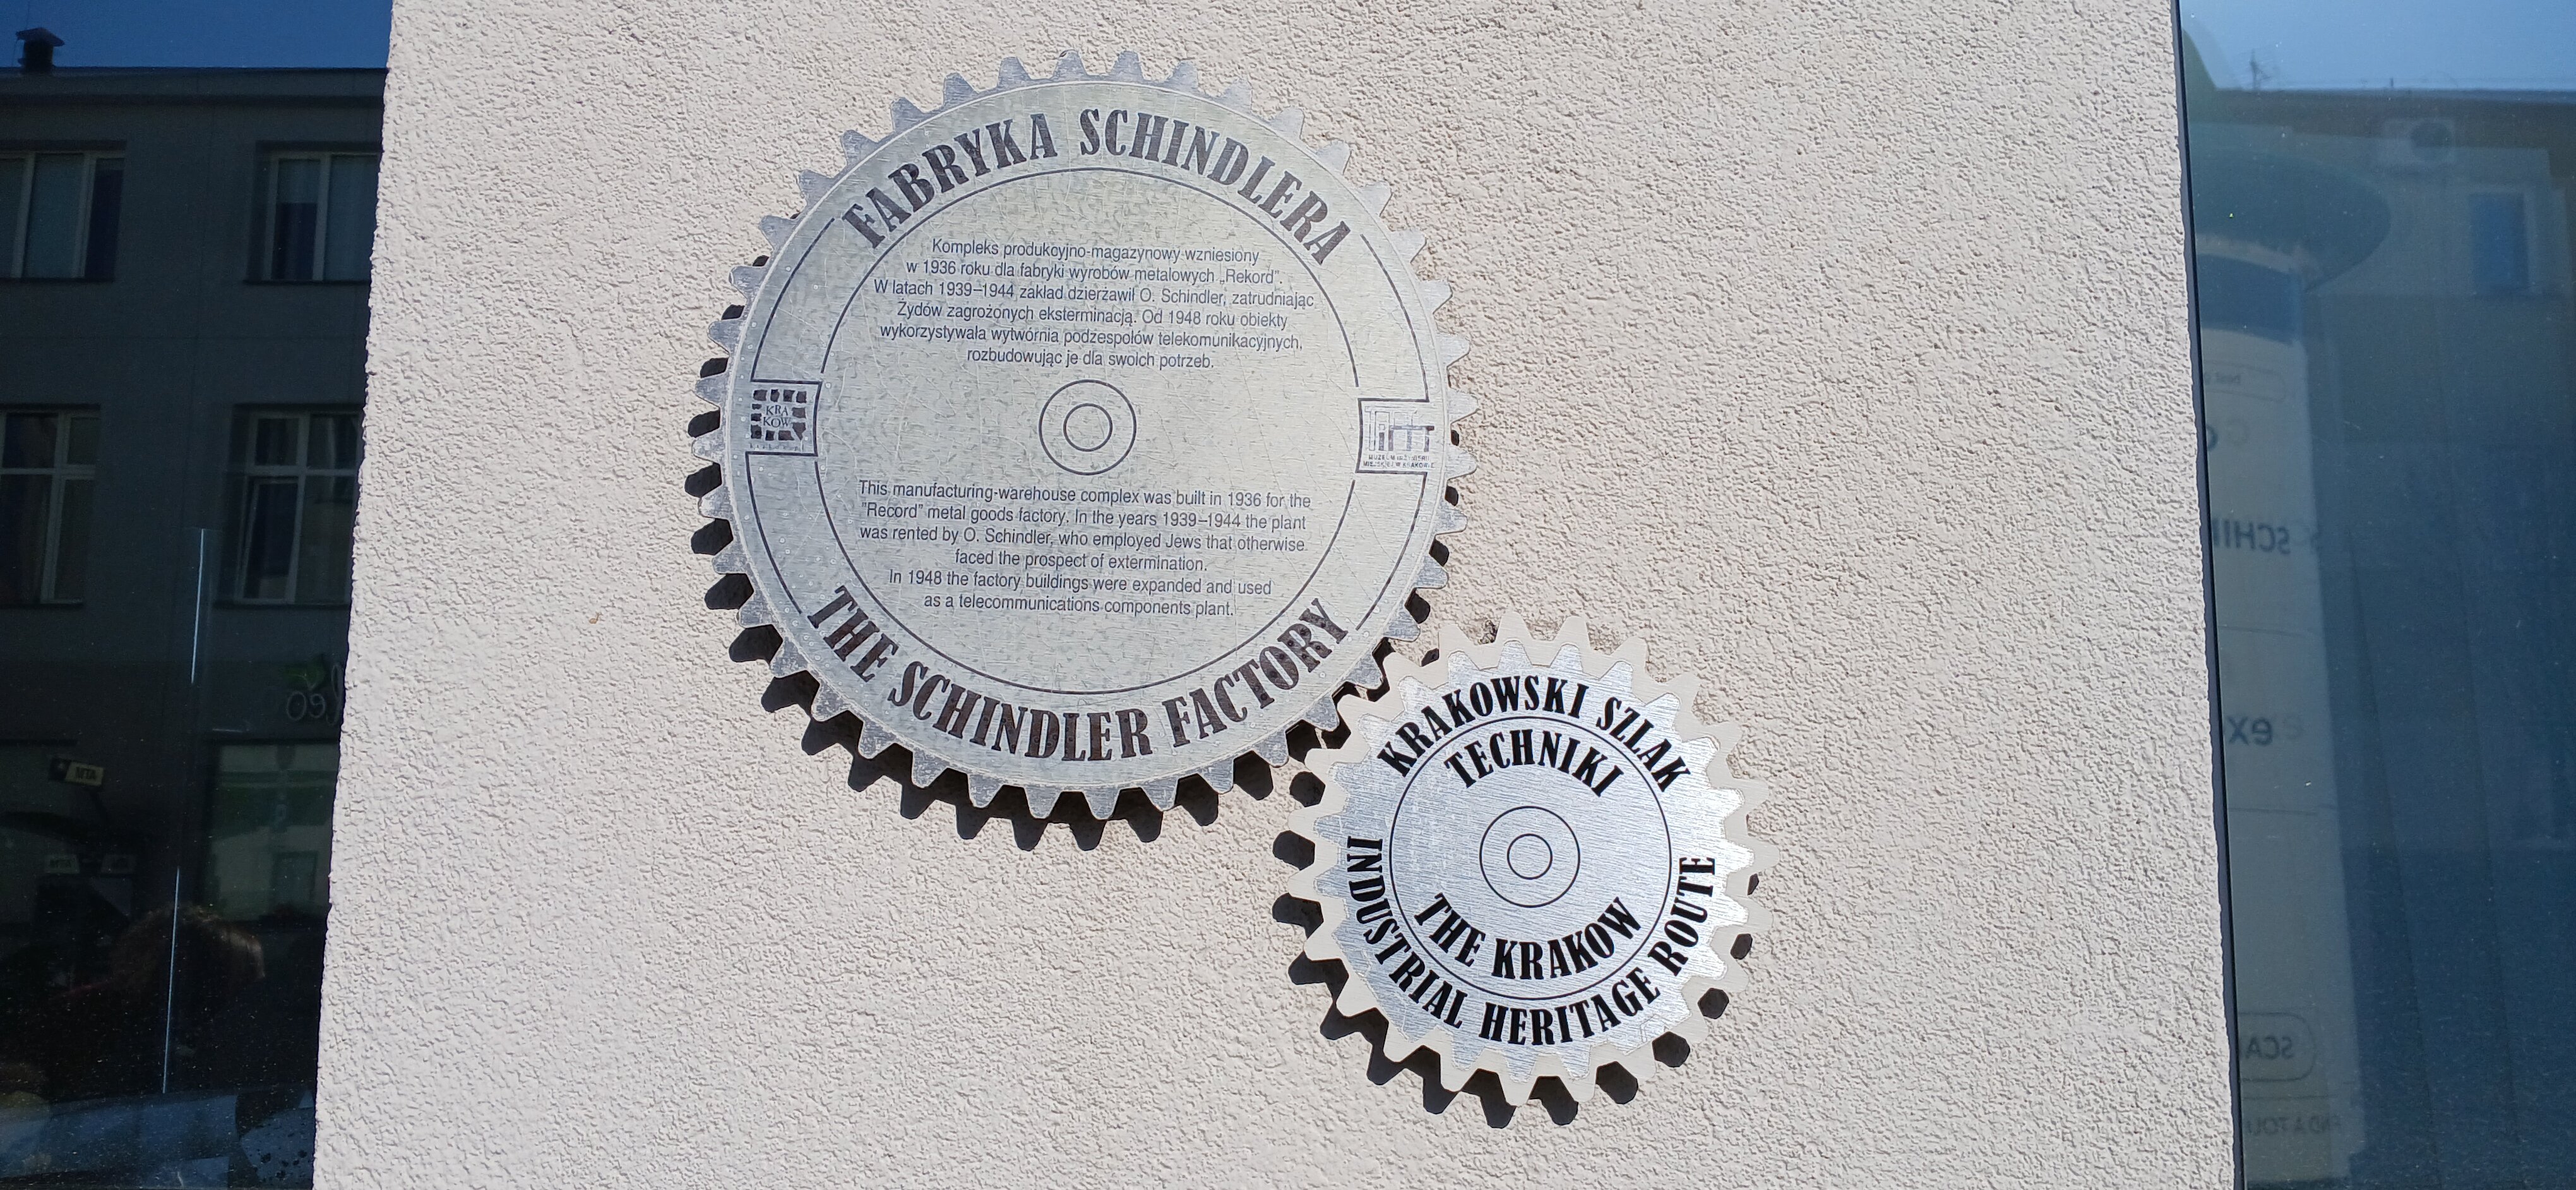 FABRYKA SCHINDLERA
Kompleks produkcyjno-magazynowy wzniesiony
w 1936 roku dla fabryki wyrobów metalowych „Rekord”.
W latach 1939–1944 zakład dzierżawił O. Schindler, zatrudniając
Żydów zagrożonych eksterminacją. Od 1948 roku obiekty
wykorzystywała wytwórnia podzespołów telekomunikacyjnych,
rozbudowując je dla swoich potrzeb.
KRA
KÓW
This manufacturing-warehouse complex was built in 1936 for the
"Record" metal goods factory. In the years 1939–1944 the plant
was rented by O. Schindler, who employed Jews that otherwise
faced the prospect of extermination.
In 1948 the factory buildings were expanded and used
as a telecommunications components plant.
THE SCHINDLER FACTORY
KRAKOWSKI SZLAK
TECHNIKI
THE KRAKOW
INDUSTRIAL HERITAGE ROUTE